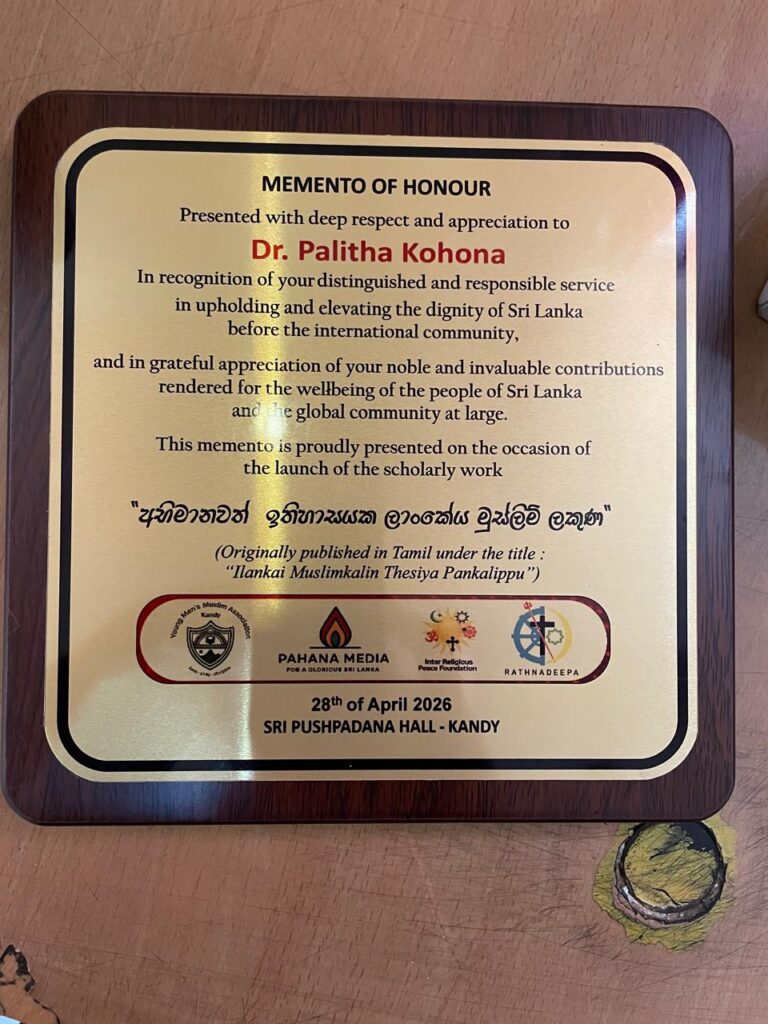 MEMENTO OF HONOUR
Presented with deep respect and appreciation to
Dr. Palitha Kohona
In recognition of your distinguished and responsible service
in upholding and elevating the dignity of Sri Lanka
before the international community,
and in grateful appreciation of your noble and invaluable contributions
rendered for the wellbeing of the people of Sri Lanka
and the global community at large.
This memento is proudly presented on the occasion of
the launch of the scholarly work
"අභිමානවත් ඉතිහාසයක ලාංකේය මුස්ලිම් ලකුණ"
(Originally published in Tamil under the title :
“Ilankai Muslimkalin Thesiya Pankalippu”)
Young Men's Muslim Association
Kandy
PAHANA MEDIA
FOR A GLORIOUS SRI LANKA
Inter Religious
Peace Foundation
RATHNADEEPA
28th of April 2026
SRI PUSHPADANA HALL - KANDY